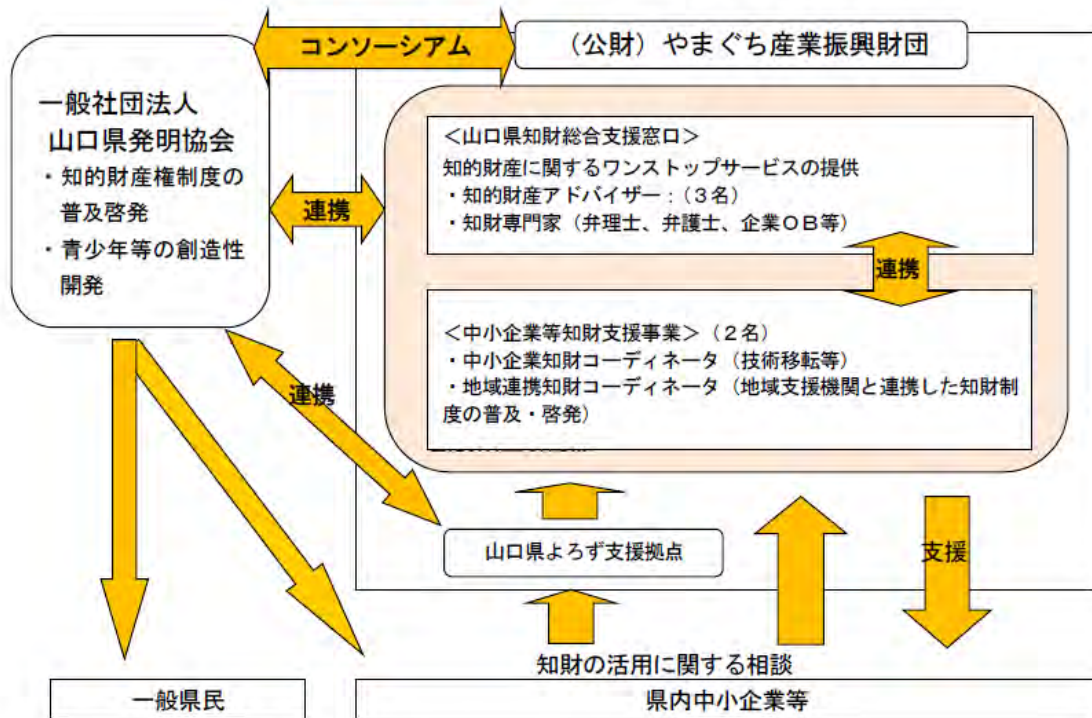 コンソーシアム
（公財）やまぐち産業振興財団
一般社団法人
山口県発明協会
・知的財産権制度の
普及啓発
・青少年等の創造性
開発
連携
＜山口県知財総合支援窓口＞
知的財産に関するワンストップサービスの提供
・知的財産アドバイザー：（３名）
・知財専門家（弁理士、弁護士、企業ＯＢ等）
連携
＜中小企業等知財支援事業＞（２名）
・中小企業知財コーディネータ（技術移転等）
・地域連携知財コーディネータ（地域支援機関と連携した知財制
度の普及・啓発）
連携
山口県よろず支援拠点
支援
知財の活用に関する相談
一般県民
県内中小企業等